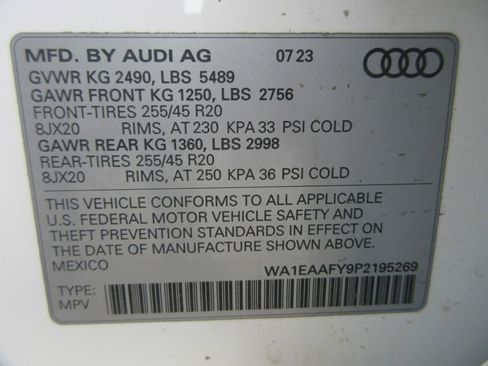 MFD. BY AUDI AG 07 23
GVWR KG 2490, LBS 5489
GAWR FRONT KG 1250, LBS 2756
FRONT-TIRES 255/45 R20
8JX20 RIMS, AT 230 KPA 33 PSI COLD
GAWR REAR KG 1360, LBS 2998
REAR-TIRES 255/45 R20
8JX20 RIMS, AT 250 KPA 36 PSI COLD
THIS VEHICLE CONFORMS TO ALL APPLICABLE
U.S. FEDERAL MOTOR VEHICLE SAFETY AND
THEFT PREVENTION STANDARDS IN EFFECT ON
THE DATE OF MANUFACTURE SHOWN ABOVE.
MEXICO WA1EAAFY9P2195269
TYPE:
MPV